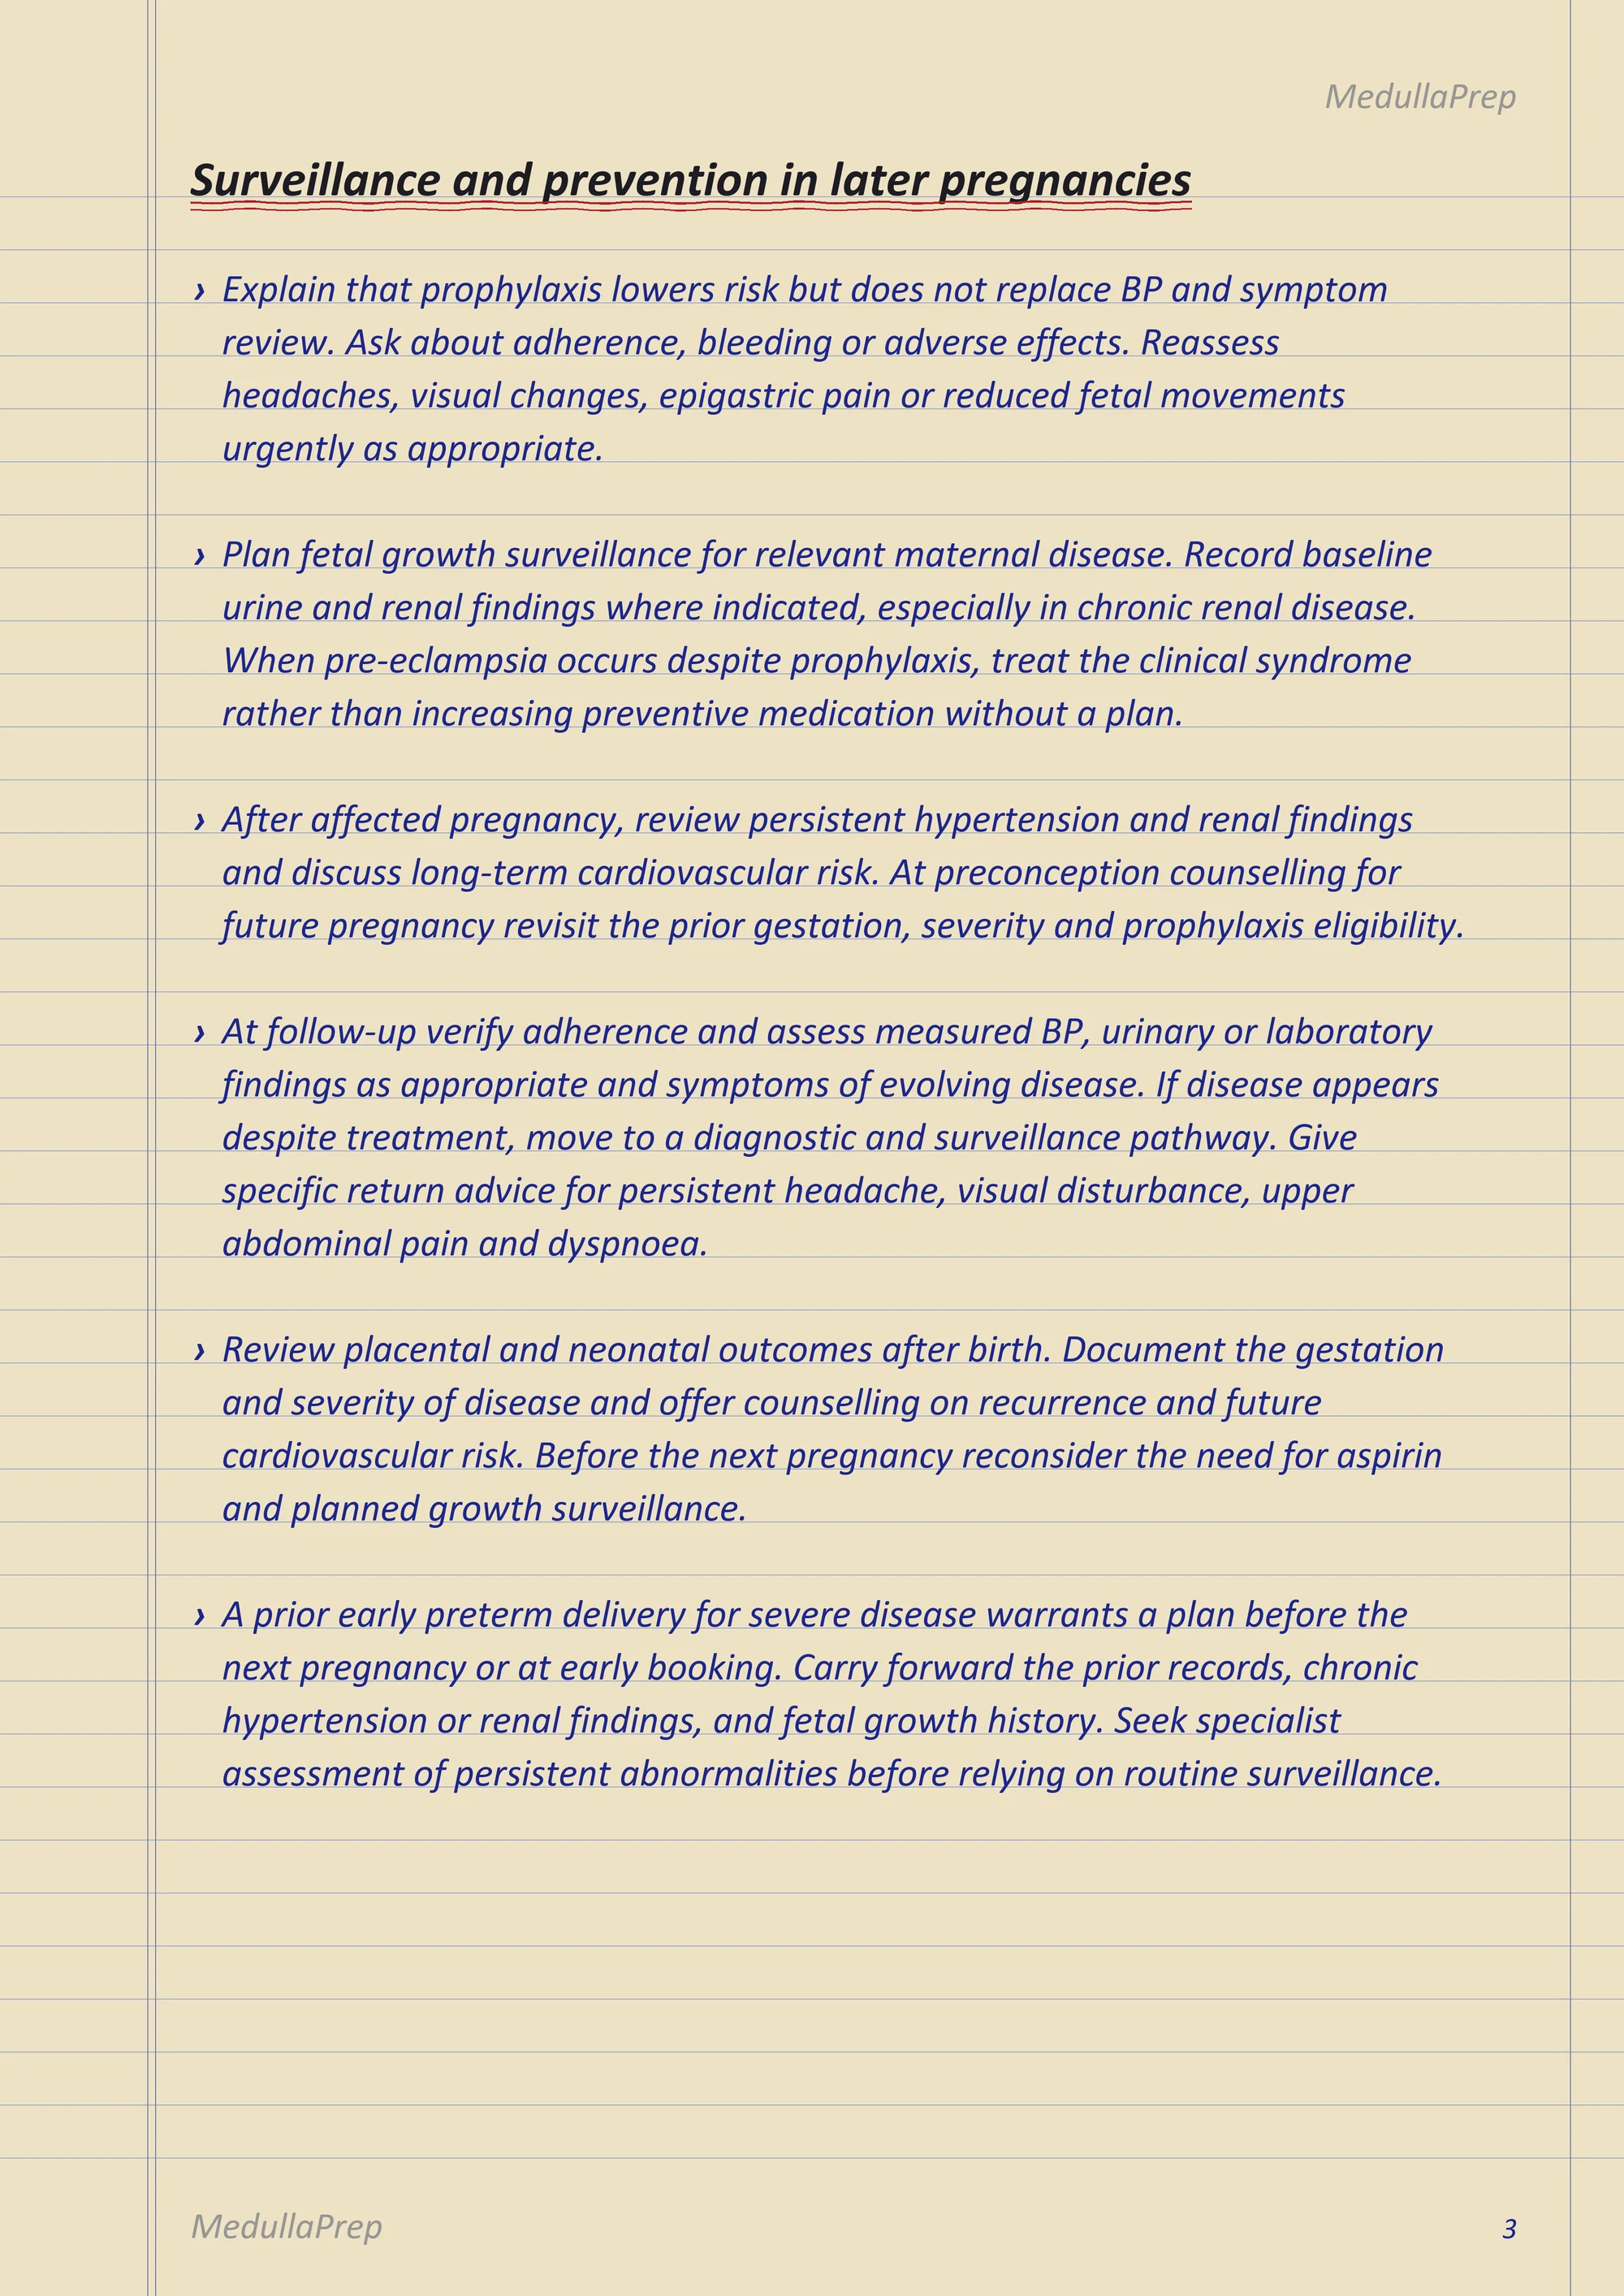 MedullaPrep
Surveillance and prevention in later pregnancies
› Explain that prophylaxis lowers risk but does not replace BP and symptom
review. Ask about adherence, bleeding or adverse effects. Reassess
headaches, visual changes, epigastric pain or reduced fetal movements
urgently as appropriate.
› Plan fetal growth surveillance for relevant maternal disease. Record baseline
urine and renal findings where indicated, especially in chronic renal disease.
When pre-eclampsia occurs despite prophylaxis, treat the clinical syndrome
rather than increasing preventive medication without a plan.
› After affected pregnancy, review persistent hypertension and renal findings
and discuss long-term cardiovascular risk. At preconception counselling for
future pregnancy revisit the prior gestation, severity and prophylaxis eligibility.
› At follow-up verify adherence and assess measured BP, urinary or laboratory
findings as appropriate and symptoms of evolving disease. If disease appears
despite treatment, move to a diagnostic and surveillance pathway. Give
specific return advice for persistent headache, visual disturbance, upper
abdominal pain and dyspnoea.
› Review placental and neonatal outcomes after birth. Document the gestation
and severity of disease and offer counselling on recurrence and future
cardiovascular risk. Before the next pregnancy reconsider the need for aspirin
and planned growth surveillance.
› A prior early preterm delivery for severe disease warrants a plan before the
next pregnancy or at early booking. Carry forward the prior records, chronic
hypertension or renal findings, and fetal growth history. Seek specialist
assessment of persistent abnormalities before relying on routine surveillance.
MedullaPrep
3